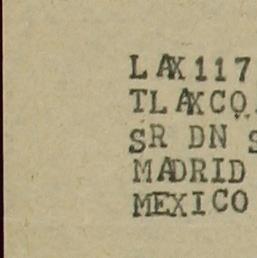 LAX117
TLAXCO.
SR DN S
MADRID
MEXICO